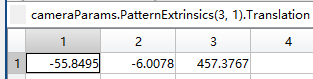 cameraParams.PatternExtrinsics(3, 1).Translation
1 2 3 4
1 -55.8495 -6.0078 457.3767